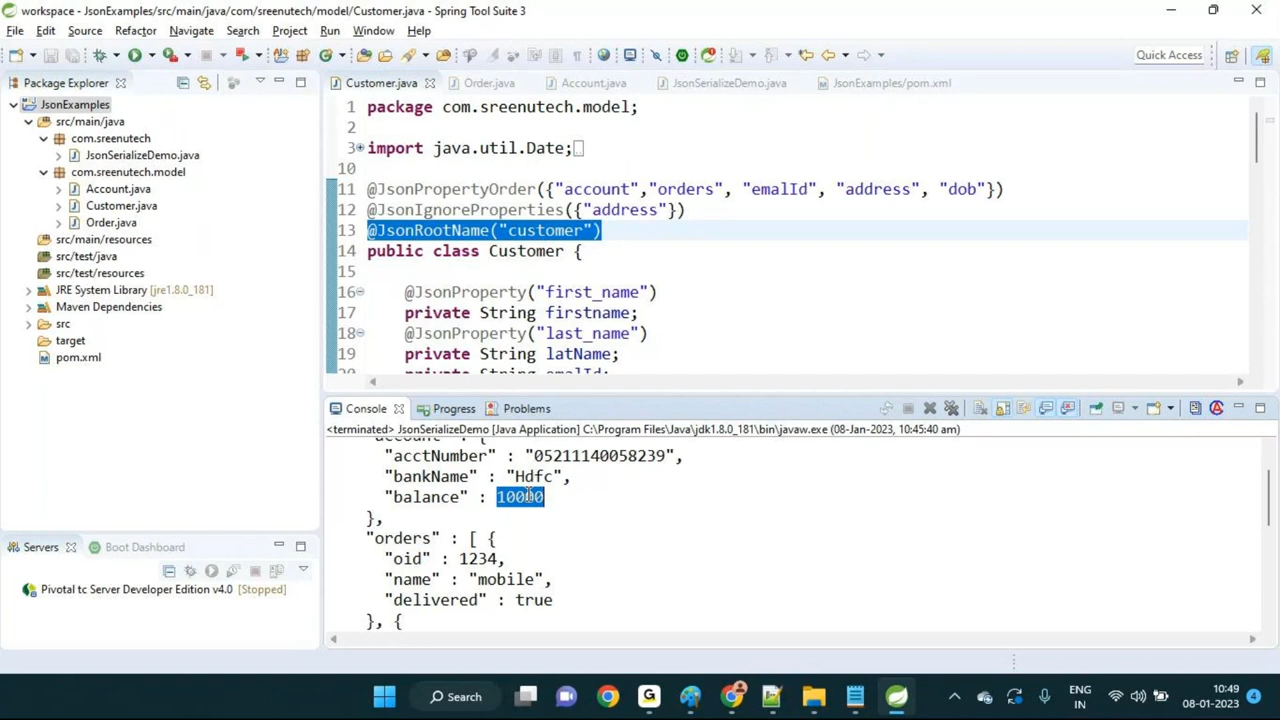 workspace - JsonExamples/src/main/java/com/sreenutech/model/Customer.java - Spring Tool Suite 3
File Edit Source Refactor Navigate Search Project Run Window Help
Quick Access
Package Explorer
JsonExamples
src/main/java
com.sreenutech
JsonSerializeDemo.java
com.sreenutech.model
Account.java
Customer.java
Order.java
src/main/resources
src/test/java
src/test/resources
JRE System Library [jre1.8.0_181]
Maven Dependencies
src
target
pom.xml
Servers Boot Dashboard
Pivotal tc Server Developer Edition v4.0 [Stopped]
Customer.java Order.java Account.java JsonSerializeDemo.java JsonExamples/pom.xml
1 package com.sreenutech.model;
2
3 import java.util.Date;
10
11 @JsonPropertyOrder({"account","orders", "emalId", "address", "dob"})
12 @JsonIgnoreProperties({"address"})
13 @JsonRootName("customer")
14 public class Customer {
15
16 @JsonProperty("first_name")
17 private String firstname;
18 @JsonProperty("last_name")
19 private String latName;
private String emalId;
Console Progress Problems
<terminated> JsonSerializeDemo [Java Application] C:\Program Files\Java\jdk1.8.0_181\bin\javaw.exe (08-Jan-2023, 10:45:40 am)
"account" : {
"acctNumber" : "05211140058239",
"bankName" : "Hdfc",
"balance" : 10000
},
"orders" : [ {
"oid" : 1234,
"name" : "mobile",
"delivered" : true
}, {
Search
ENG
IN
10:49
08-01-2023
4